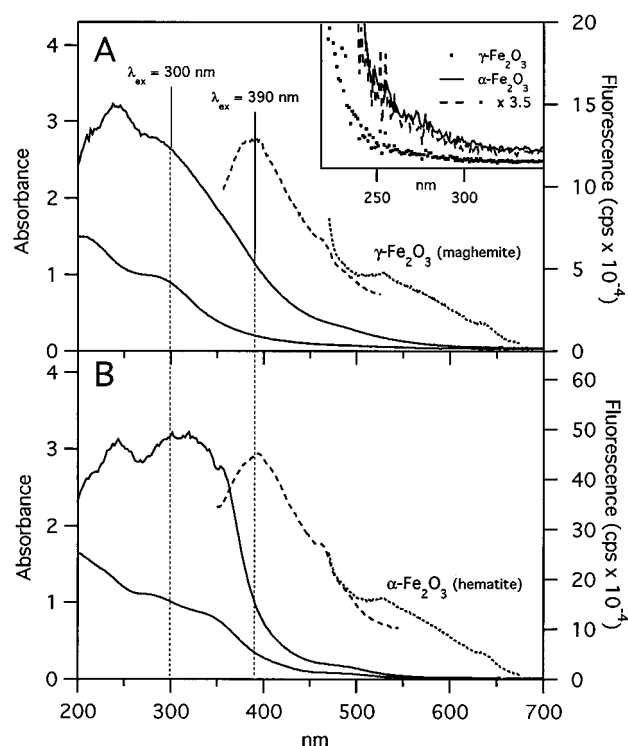 A
B
λex = 300 nm
λex = 390 nm
γ-Fe2O3
α-Fe2O3
x 3.5
250
300
nm
γ-Fe2O3 (maghemite)
α-Fe2O3 (hematite)
Absorbance
4
3
2
1
0
Fluorescence (cps x 10-4)
20
15
10
5
0
Absorbance
4
3
2
1
0
Fluorescence (cps x 10-4)
60
50
40
30
20
10
0
200
300
400
500
600
700
nm